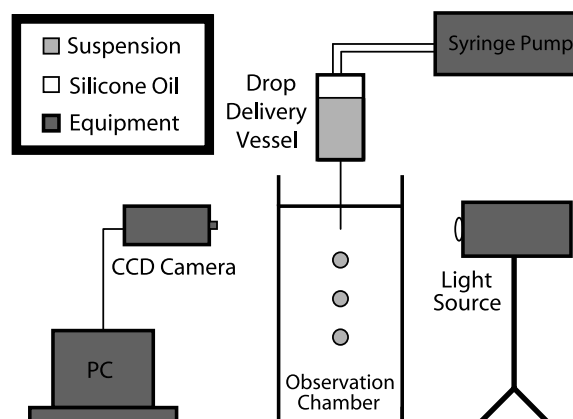 Suspension
Silicone Oil
Equipment
Drop
Delivery
Vessel
Syringe Pump
CCD Camera
Light
Source
PC
Observation
Chamber